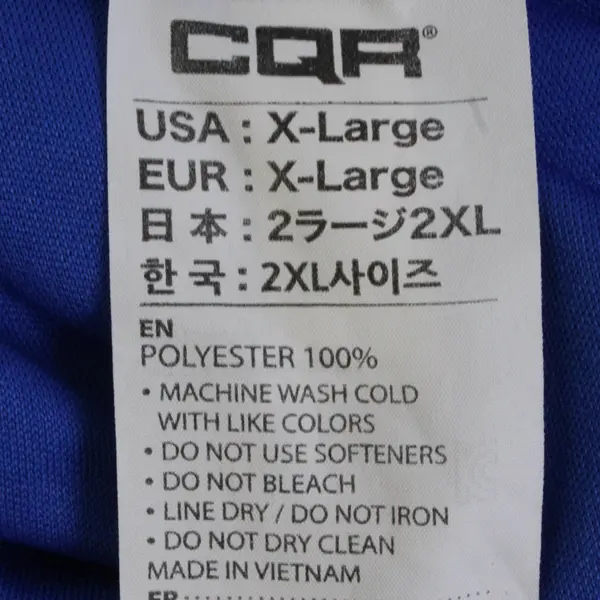 CQR®
USA : X-Large
EUR : X-Large
日 本 : 2ラージ2XL
한 국 : 2XL사이즈
EN
POLYESTER 100%
• MACHINE WASH COLD
WITH LIKE COLORS
• DO NOT USE SOFTENERS
• DO NOT BLEACH
• LINE DRY / DO NOT IRON
• DO NOT DRY CLEAN
MADE IN VIETNAM
FR